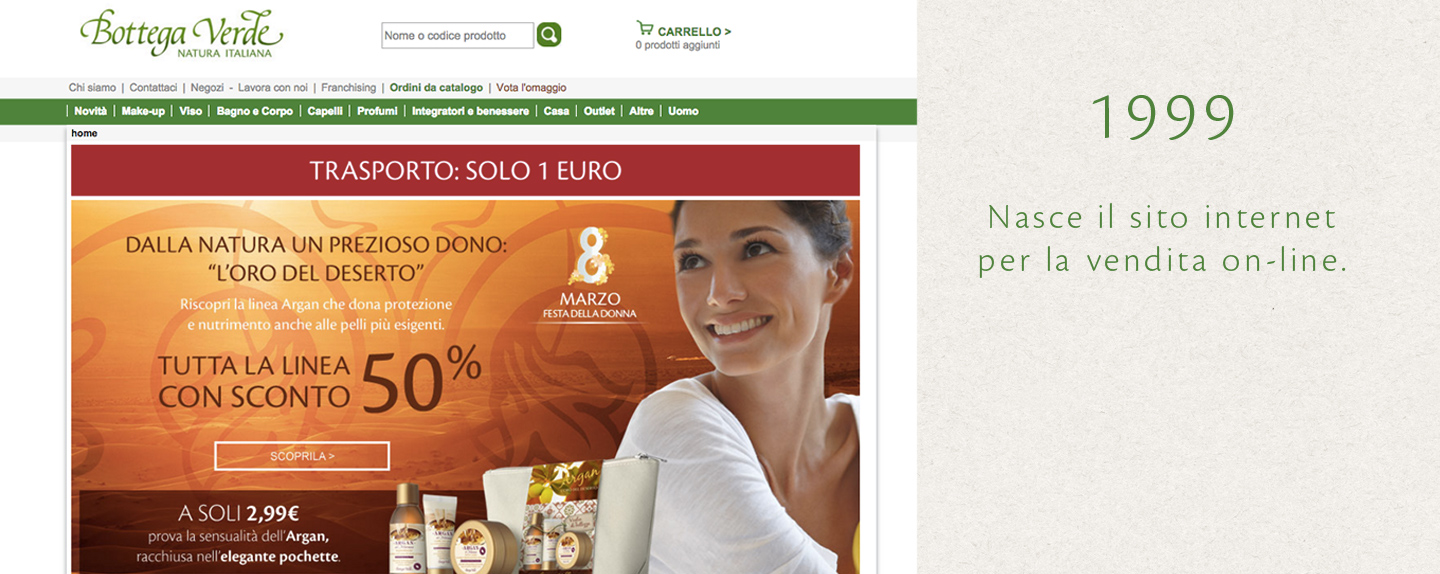 Bottega Verde
NATURA ITALIANA
Nome o codice prodotto
CARRELLO >
0 prodotti aggiunti
Chi siamo | Contattaci | Negozi - Lavora con noi | Franchising | Ordini da catalogo | Vota l'omaggio
| Novità | Make-up | Viso | Bagno e Corpo | Capelli | Profumi | Integratori e benessere | Casa | Outlet | Altre | Uomo
home
TRASPORTO: SOLO 1 EURO
DALLA NATURA UN PREZIOSO DONO:
“L’ORO DEL DESERTO”
Riscopri la linea Argan che dona protezione
e nutrimento anche alle pelli più esigenti.
8
MARZO
FESTA DELLA DONNA
TUTTA LA LINEA
CON SCONTO 50%
SCOPRILA >
A SOLI 2,99€
prova la sensualità dell’Argan,
racchiusa nell’elegante pochette.
argan
ARGAN
ARGAN
1999
Nasce il sito internet
per la vendita on-line.